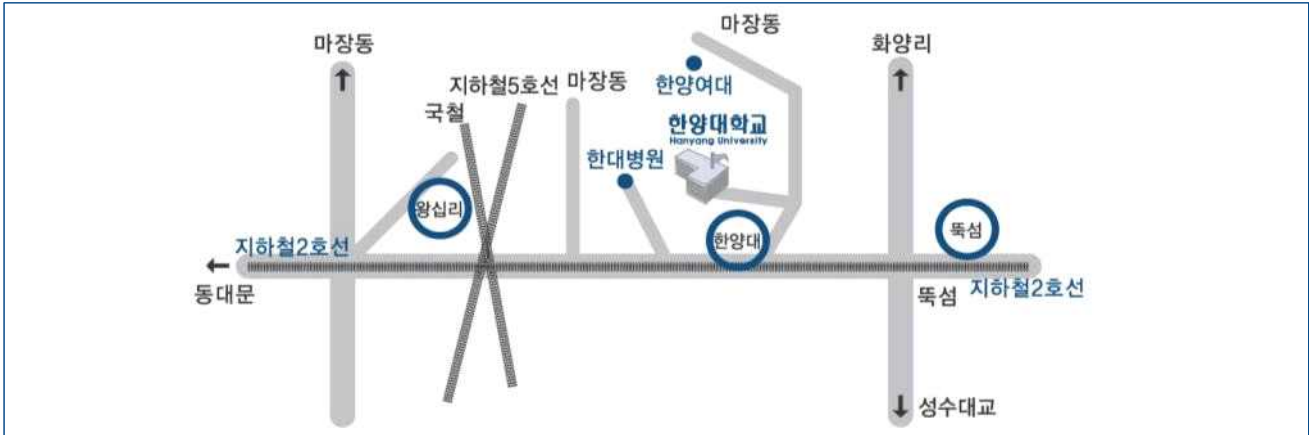 마장동
마장동
화양리
지하철5호선
마장동
한양여대
국철
한양대학교
Hanyang University
한대병원
왕십리
한양대
뚝섬
지하철2호선
동대문
뚝섬
지하철2호선
성수대교